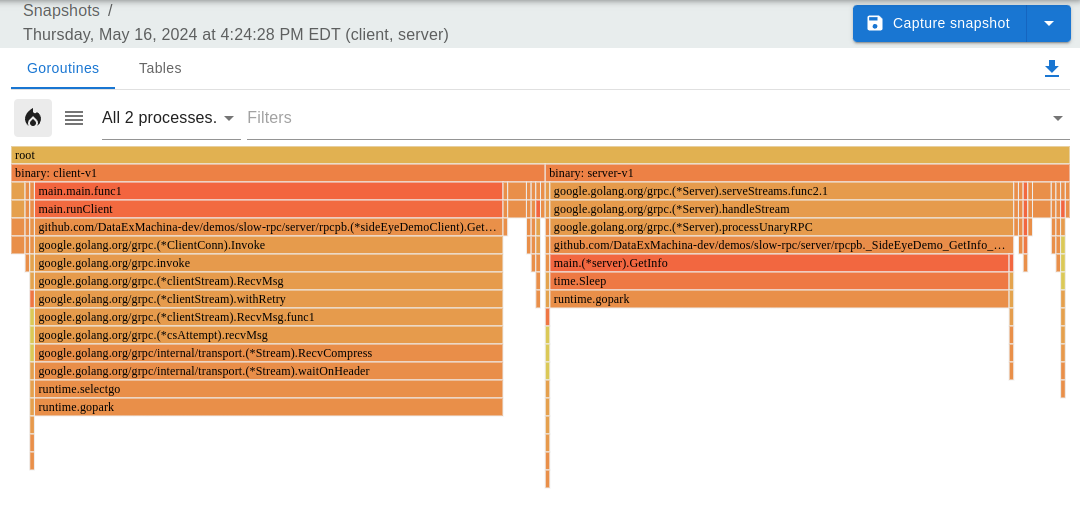 Snapshots /
Thursday, May 16, 2024 at 4:24:28 PM EDT (client, server)
Capture snapshot
Goroutines Tables
All 2 processes. Filters
root
binary: client-v1 binary: server-v1
main.main.func1 google.golang.org/grpc.(*Server).serveStreams.func2.1
main.runClient google.golang.org/grpc.(*Server).handleStream
github.com/DataExMachina-dev/demos/slow-rpc/server/rpcpb.(*sideEyeDemoClient).Get... google.golang.org/grpc.(*Server).processUnaryRPC
google.golang.org/grpc.(*ClientConn).Invoke github.com/DataExMachina-dev/demos/slow-rpc/server/rpcpb._SideEyeDemo_GetInfo_...
google.golang.org/grpc.invoke main.(*server).GetInfo
google.golang.org/grpc.(*clientStream).RecvMsg time.Sleep
google.golang.org/grpc.(*clientStream).withRetry runtime.gopark
google.golang.org/grpc.(*clientStream).RecvMsg.func1
google.golang.org/grpc.(*csAttempt).recvMsg
google.golang.org/grpc/internal/transport.(*Stream).RecvCompress
google.golang.org/grpc/internal/transport.(*Stream).waitOnHeader
runtime.selectgo
runtime.gopark